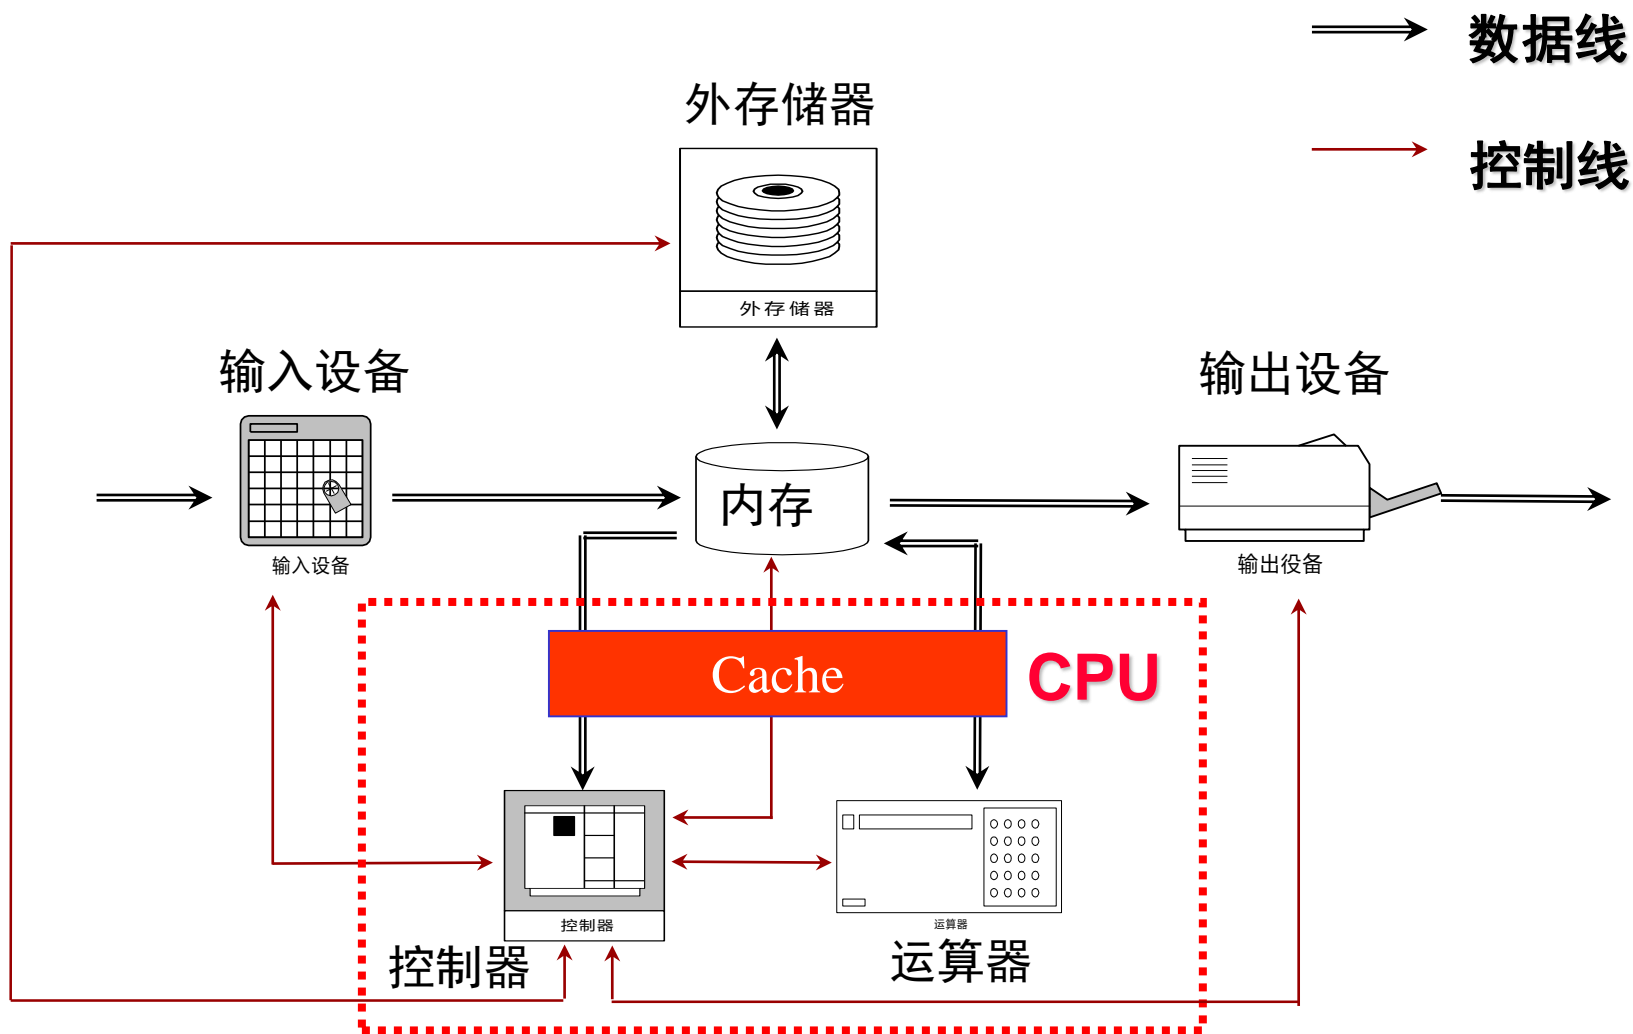 数据线
外存储器
控制线
外存储器
输入设备
输出设备
内存
输入设备
输出役备
Cache
CPU
控制器
运算器
控制器
运算器